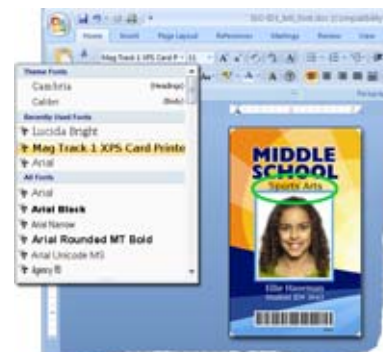 Home Insert Page Layout References Mailings Review View
Mag Track 1 XPS Card P 11
Theme Fonts
Cambria (Headings)
Calibri (Body)
Recently Used Fonts
Lucida Bright
Mag Track 1 XPS Card Printe
Arial
All Fonts
Arial
Arial Black
Arial Narrow
Arial Rounded MT Bold
Arial Unicode MS
Agency FB
MIDDLE
SCHOOL
Sports Arts